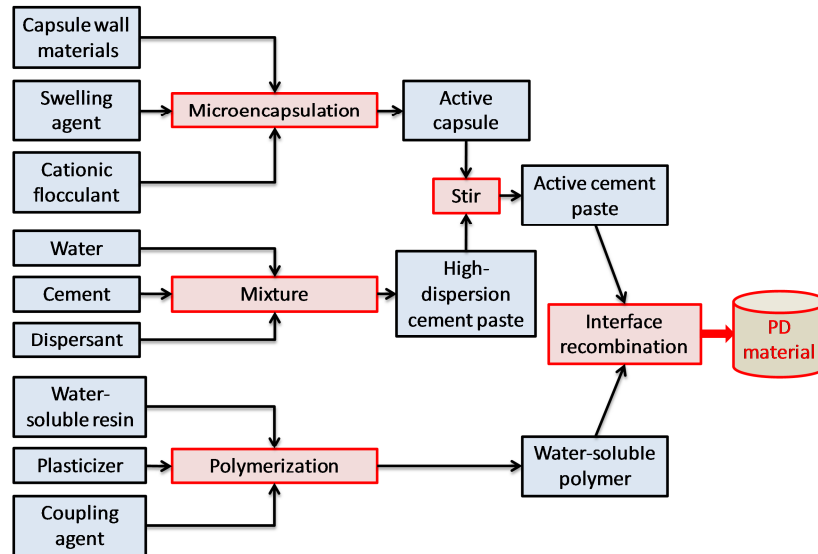 Capsule wall
materials
Swelling
agent
Cationic
flocculant
Microencapsulation
Active
capsule
Stir
Active cement
paste
Water
Cement
Dispersant
Mixture
High-
dispersion
cement paste
Interface
recombination
PD
material
Water-
soluble resin
Plasticizer
Coupling
agent
Polymerization
Water-soluble
polymer